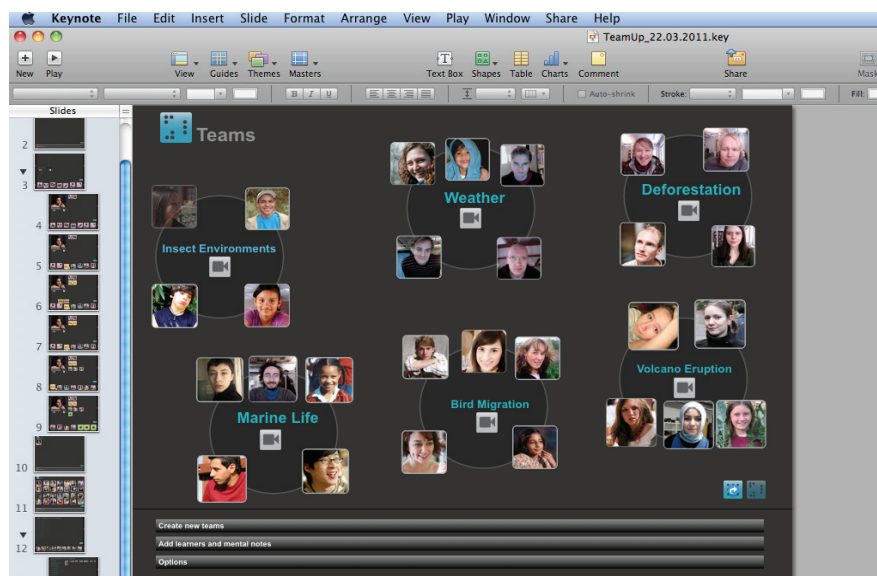 Keynote File Edit Insert Slide Format Arrange View Play Window Share Help
TeamUp_22.03.2011.key
New Play View Guides Themes Masters Text Box Shapes Table Charts Comment Share Mask
B I U Auto-shrink Stroke: Fill:
Slides
Teams
Weather
Deforestation
Insect Environments
Marine Life
Bird Migration
Volcano Eruption
Create new teams
Add learners and mental notes
Options
2
3
4
5
6
7
8
9
10
11
12